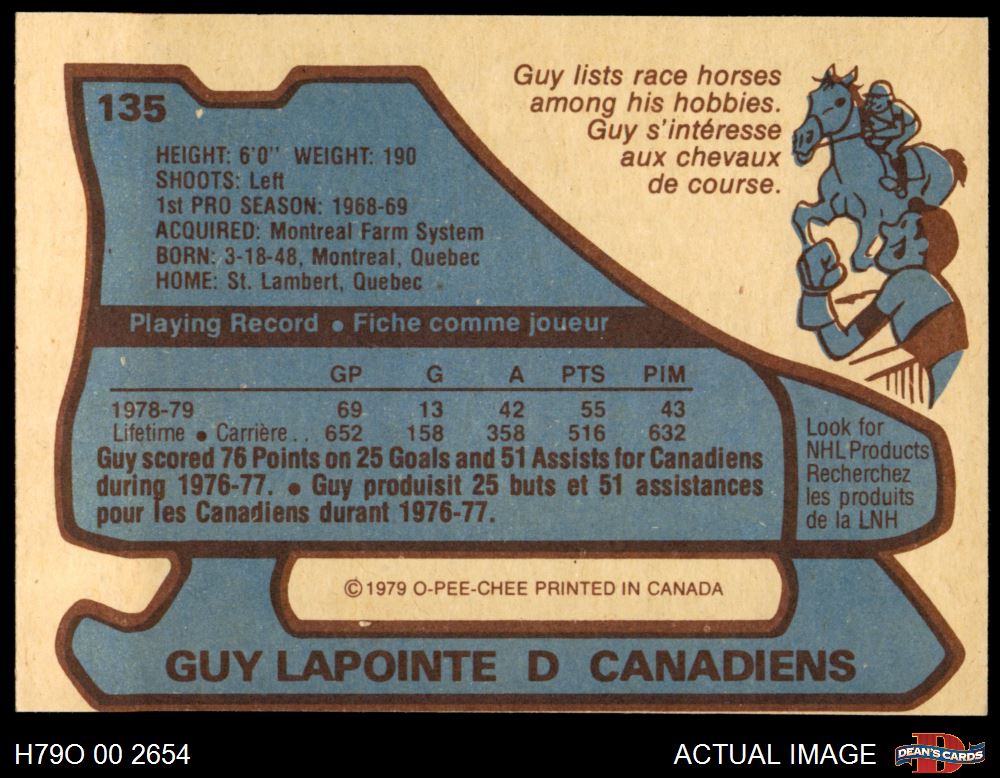 135
Guy lists race horses
among his hobbies.
Guy s'intéresse
aux chevaux
de course.
HEIGHT: 6'0" WEIGHT: 190
SHOOTS: Left
1st PRO SEASON: 1968-69
ACQUIRED: Montreal Farm System
BORN: 3-18-48, Montreal, Quebec
HOME: St. Lambert, Quebec
Playing Record • Fiche comme joueur
GP G A PTS PIM
1978-79 69 13 42 55 43
Lifetime • Carrière . . 652 158 358 516 632
Guy scored 76 Points on 25 Goals and 51 Assists for Canadiens
during 1976-77. • Guy produisit 25 buts et 51 assistances
pour les Canadiens durant 1976-77.
Look for
NHL Products
Recherchez
les produits
de la LNH
© 1979 O-PEE-CHEE PRINTED IN CANADA
GUY LAPOINTE D CANADIENS
H79O 00 2654
ACTUAL IMAGE
D
DEAN'S CARDS